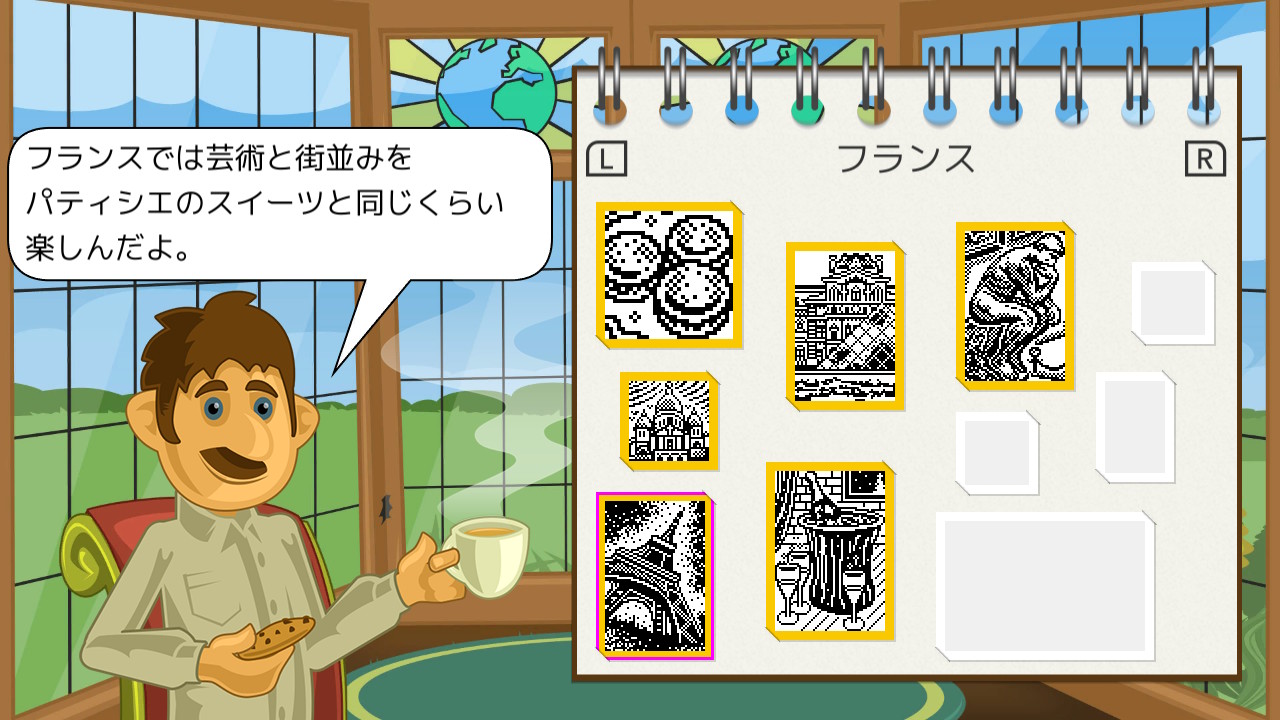 フランスでは芸術と街並みを
パティシエのスイーツと同じくらい
楽しんだよ。
L
フランス
R